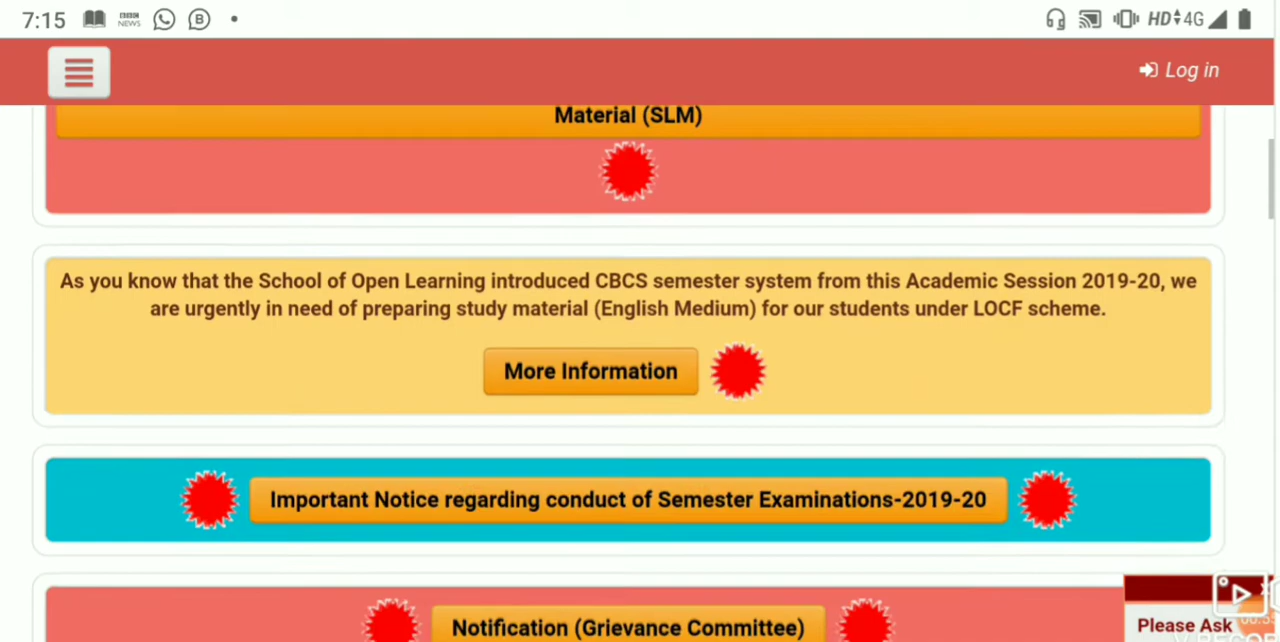 7:15 BBC NEWS B HD 4G
Log in
Material (SLM)
As you know that the School of Open Learning introduced CBCS semester system from this Academic Session 2019-20, we
are urgently in need of preparing study material (English Medium) for our students under LOCF scheme.
More Information
Important Notice regarding conduct of Semester Examinations-2019-20
Notification (Grievance Committee)
Please Ask